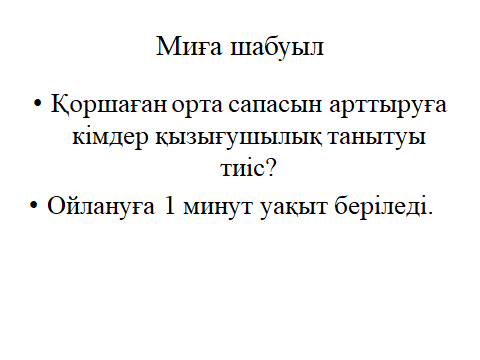 Миға шабуыл
• Қоршаған орта сапасын арттыруға
кімдер қызығушылық танытуы
тиіс?
• Ойлануға 1 минут уақыт беріледі.